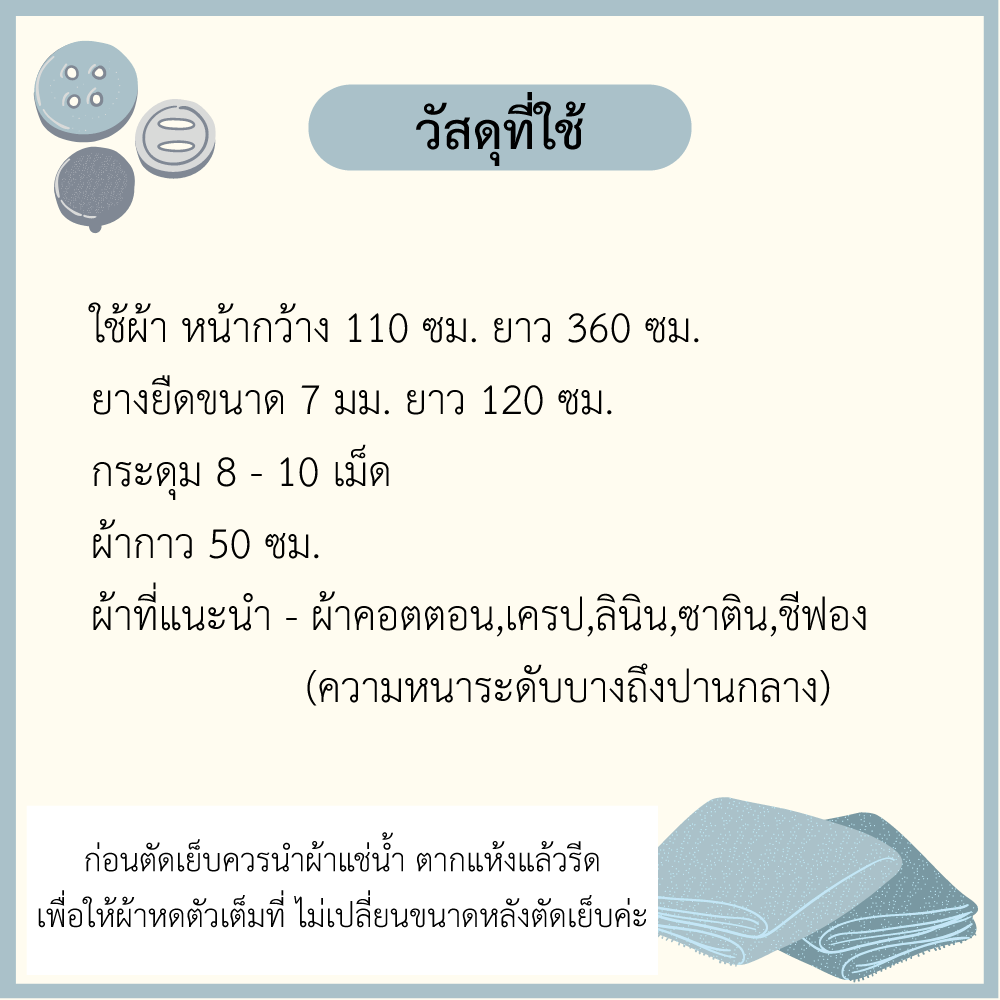 วัสดุที่ใช้
ใช้ผ้า หน้ากว้าง 110 ซม. ยาว 360 ซม.
ยางยืดขนาด 7 มม. ยาว 120 ซม.
กระดุม 8 - 10 เม็ด
ผ้ากาว 50 ซม.
ผ้าที่แนะนำ - ผ้าคอตตอน,เครป,ลินิน,ซาติน,ชีฟอง
(ความหนาระดับบางถึงปานกลาง)
ก่อนตัดเย็บควรนำผ้าแช่น้ำ ตากแห้งแล้วรีด
เพื่อให้ผ้าหดตัวเต็มที่ ไม่เปลี่ยนขนาดหลังตัดเย็บค่ะ